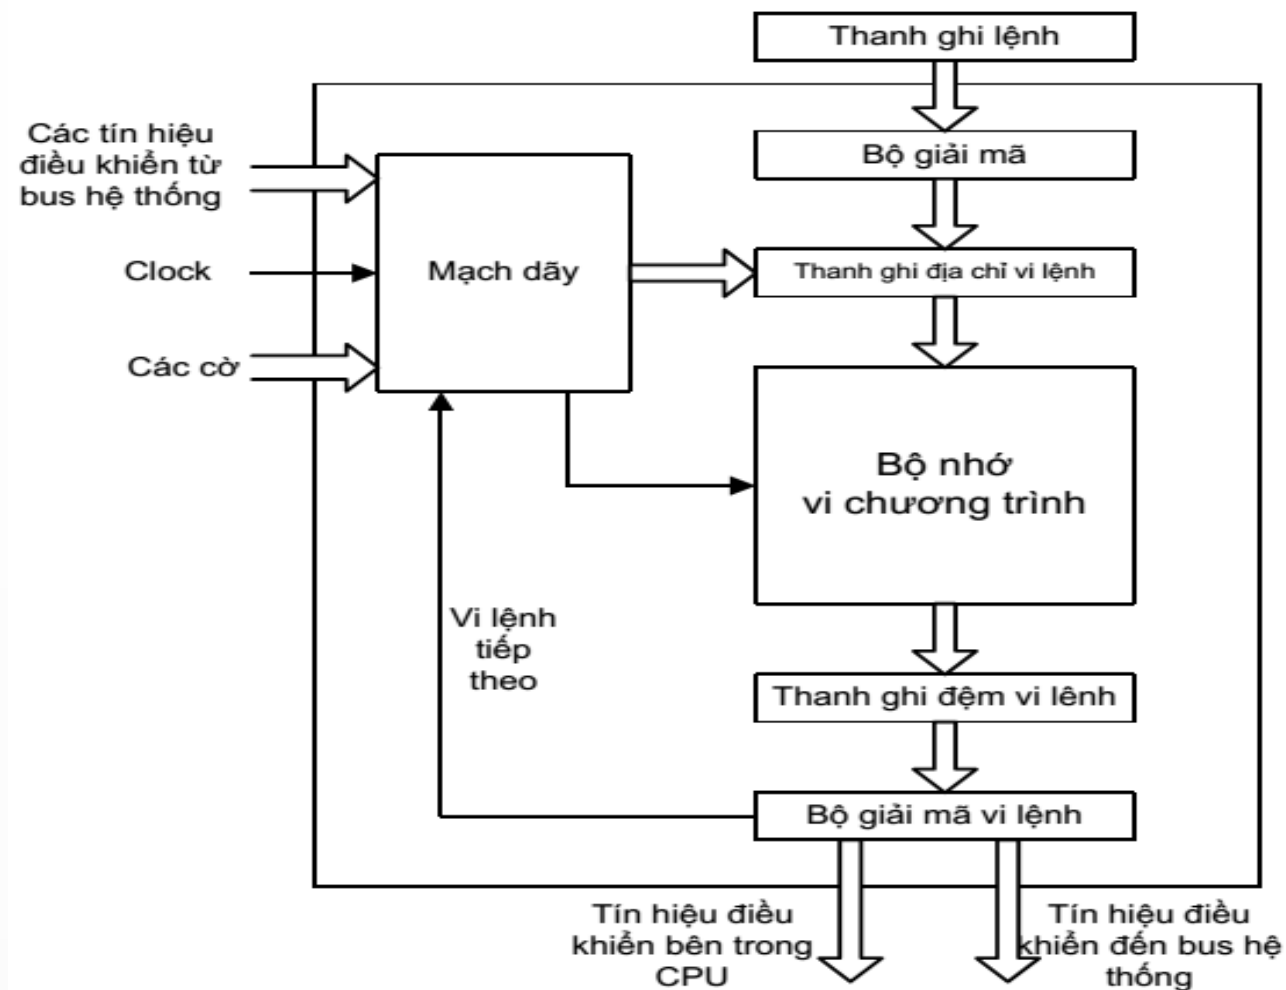 Thanh ghi lệnh
Các tín hiệu
điều khiển từ
bus hệ thống
Bộ giải mã
Clock
Mạch dãy
Thanh ghi địa chỉ vi lệnh
Các cờ
Bộ nhớ
vi chương trình
Vi lệnh
tiếp
theo
Thanh ghi đệm vi lênh
Bộ giải mã vi lệnh
Tín hiệu điều
khiển bên trong
CPU
Tín hiệu điều
khiển đến bus hệ
thống